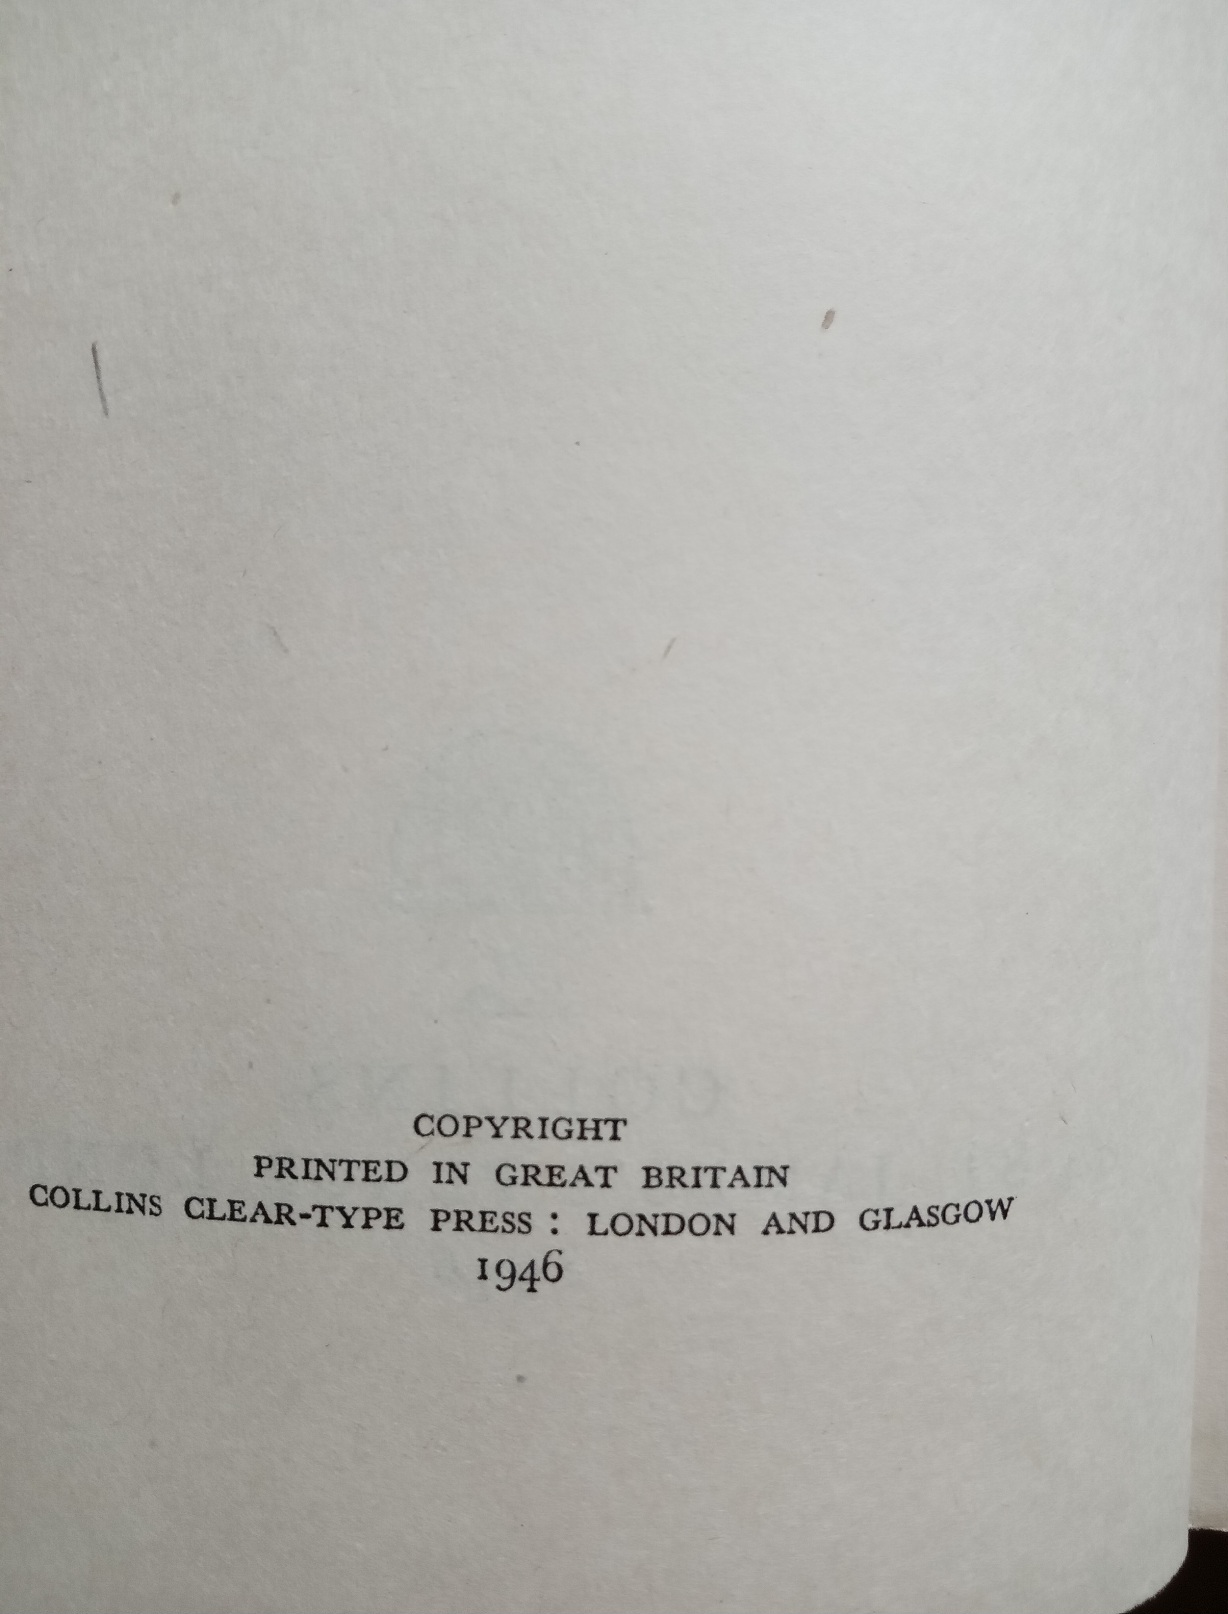 COPYRIGHT
PRINTED IN GREAT BRITAIN
COLLINS CLEAR-TYPE PRESS : LONDON AND GLASGOW
1946